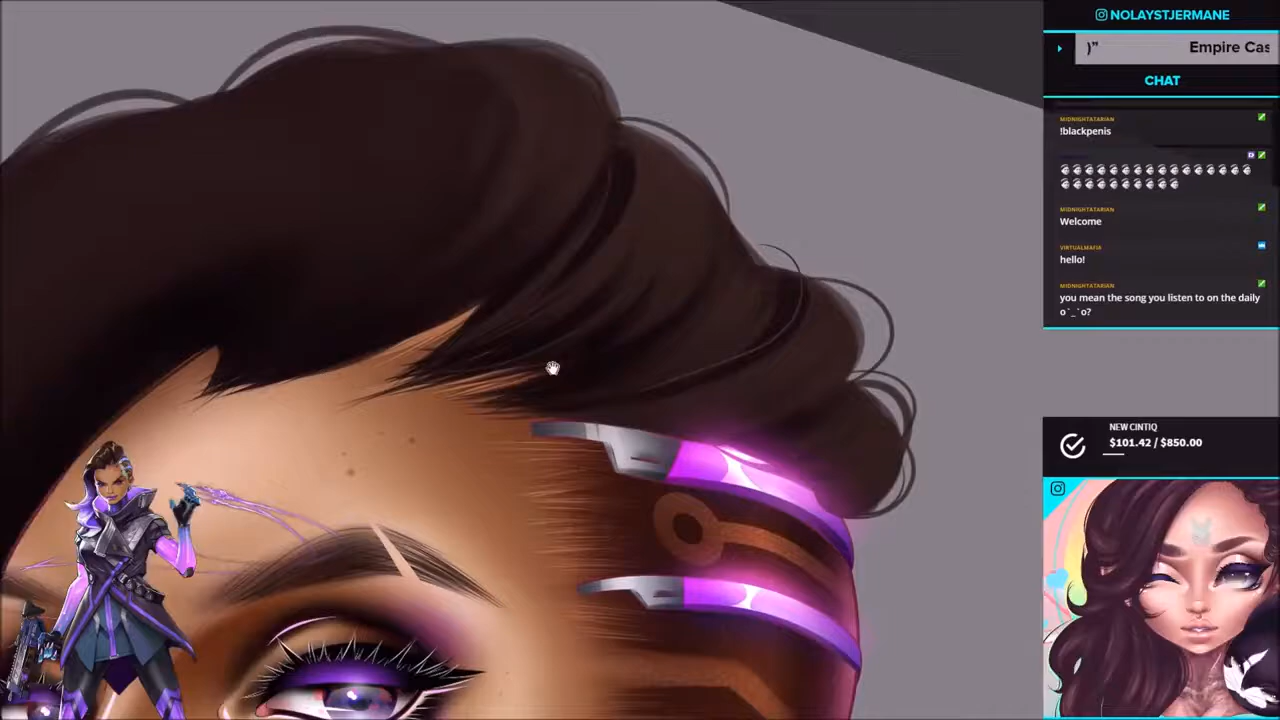 NOLAYSTJERMANE
)" Empire Cas
CHAT
MIDNIGHTATARIAN
!blackpenis
MIDNIGHTATARIAN
Welcome
VIRTUALMAFIA
hello!
MIDNIGHTATARIAN
you mean the song you listen to on the daily
o`_`o?
NEW CINTIQ
$101.42 / $850.00